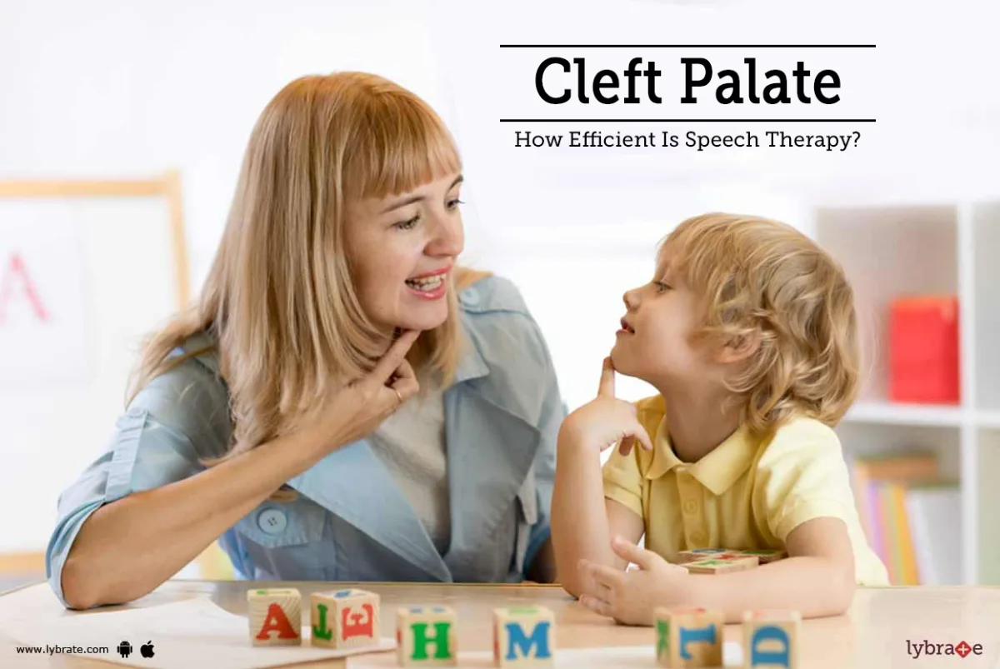 Cleft Palate
How Efficient Is Speech Therapy?
A
A
E
H
M
L
D
www.lybrate.com
lybrate